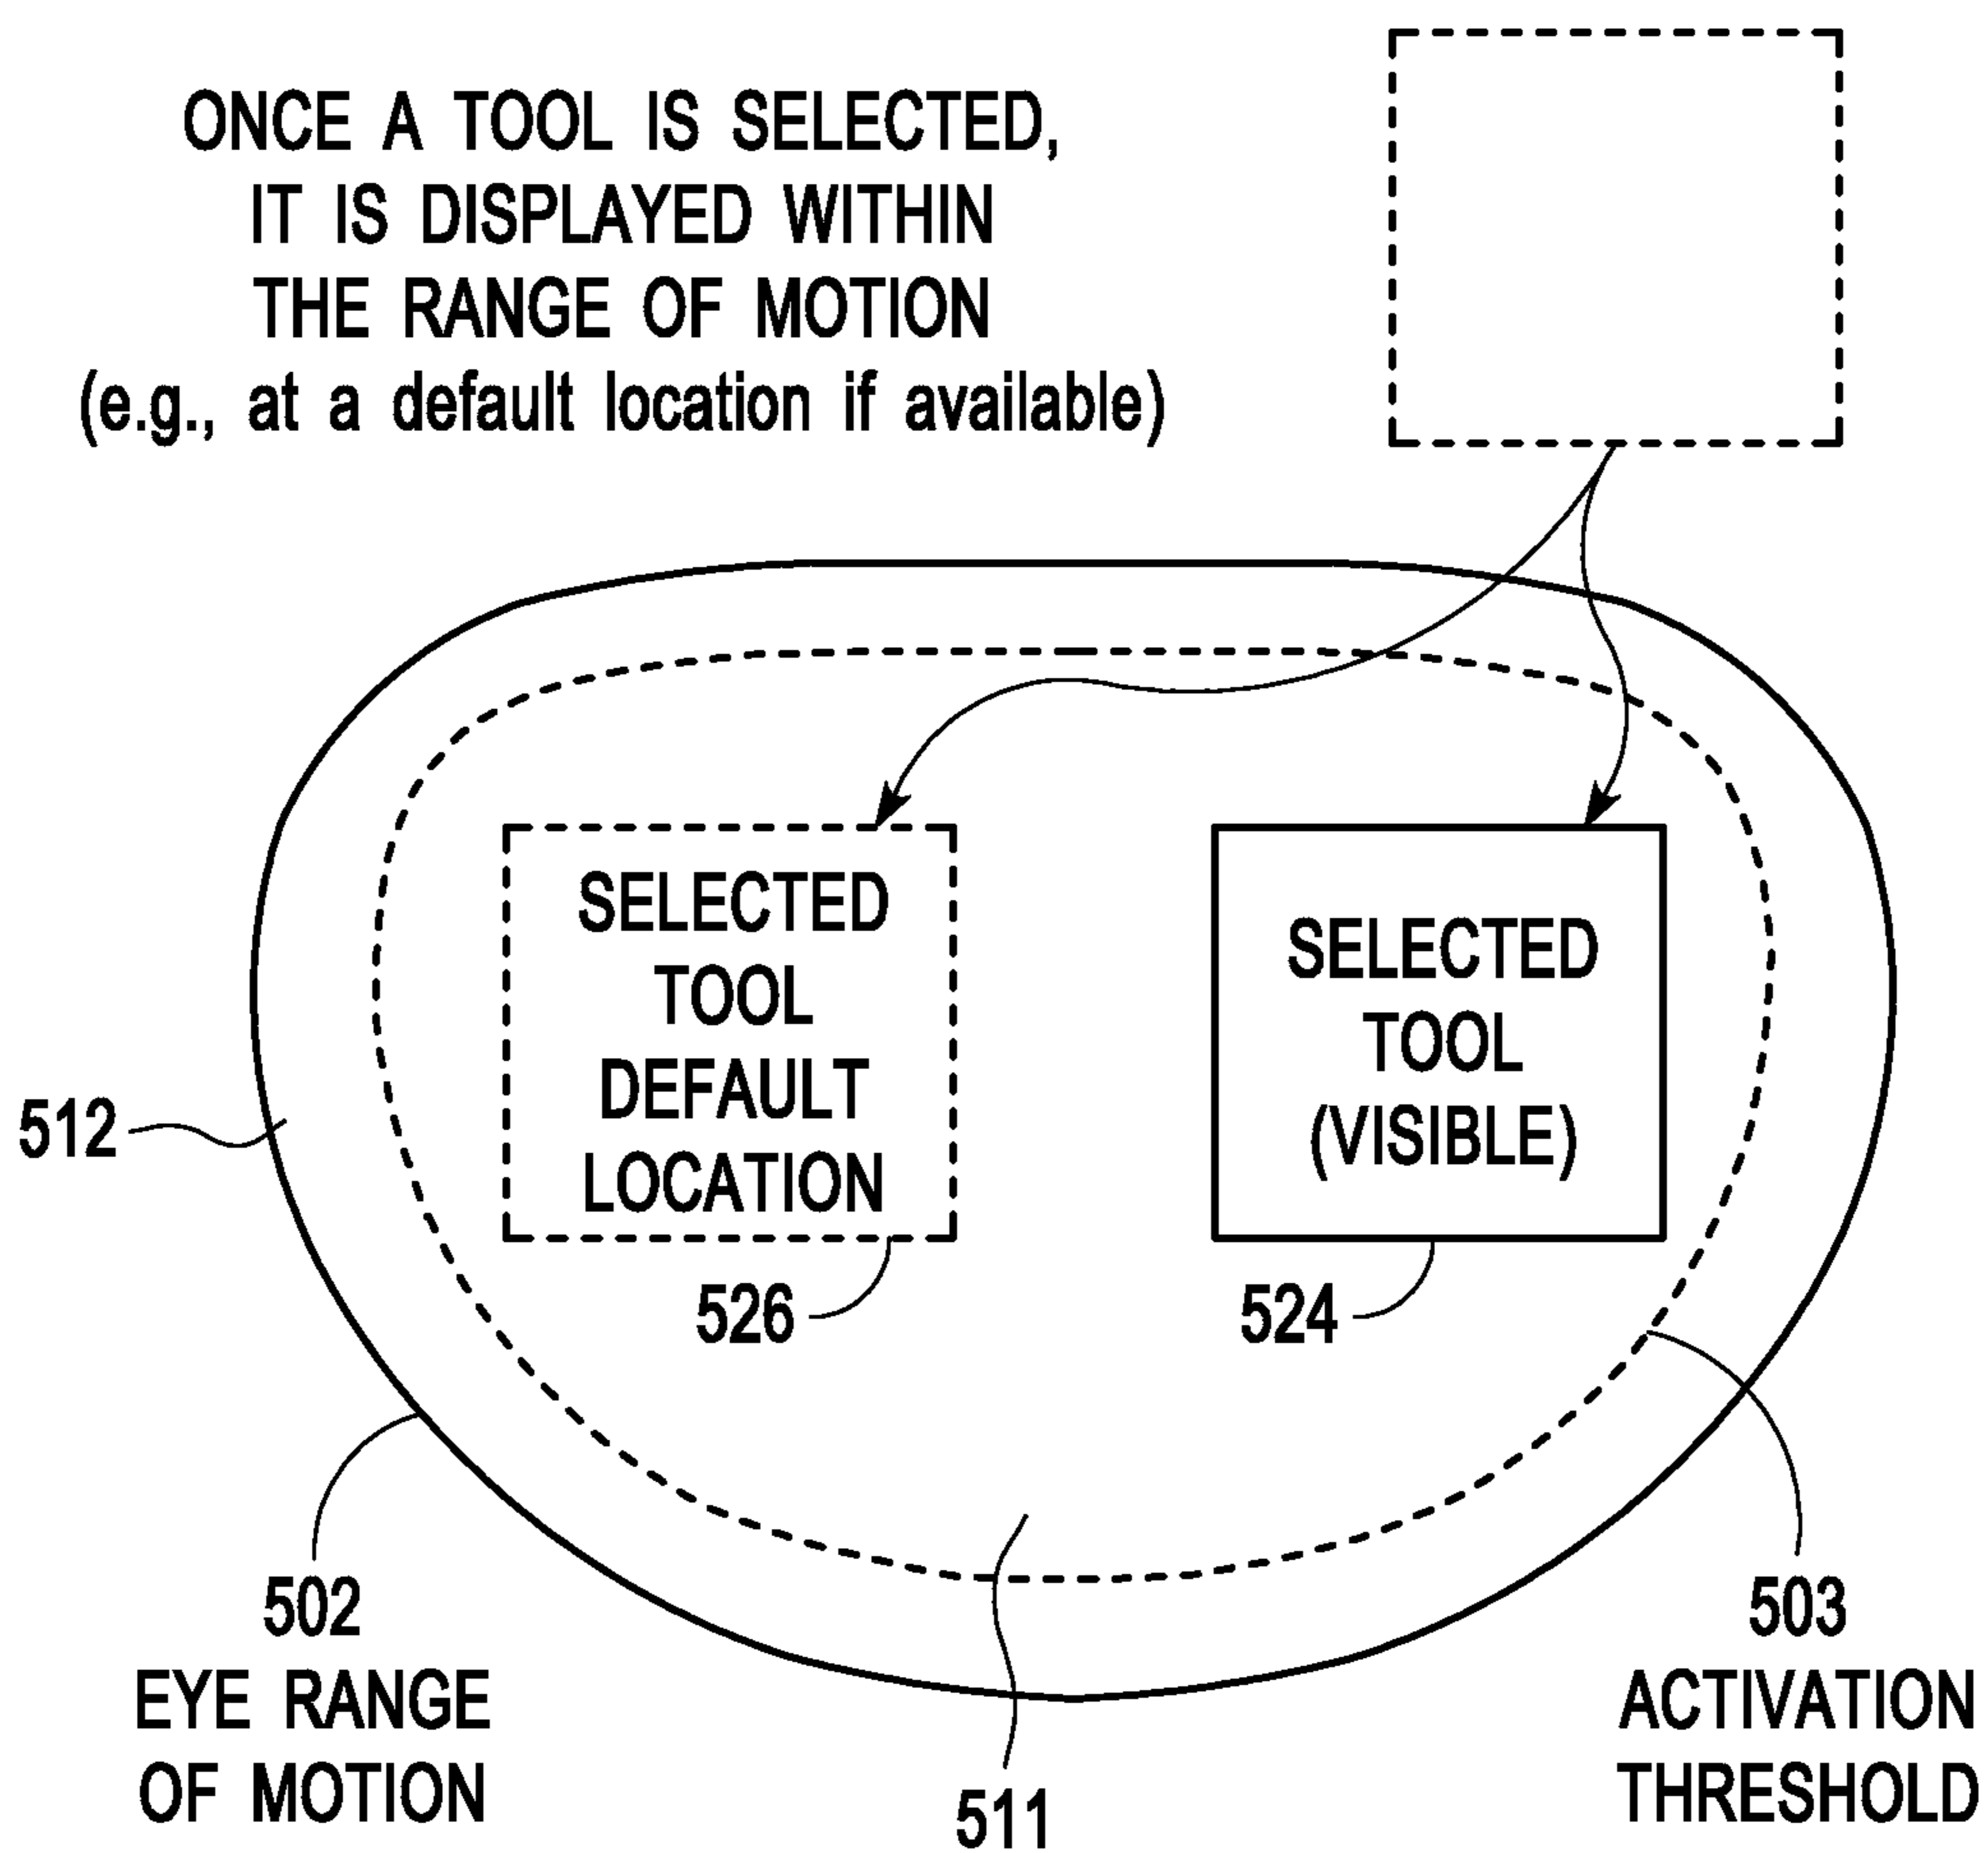 ONCE A TOOL IS SELECTED,
IT IS DISPLAYED WITHIN
THE RANGE OF MOTION
(e.g., at a default location if available)
SELECTED
TOOL
DEFAULT
LOCATION
SELECTED
TOOL
(VISIBLE)
512
526
524
502
EYE RANGE
OF MOTION
503
ACTIVATION
THRESHOLD
511